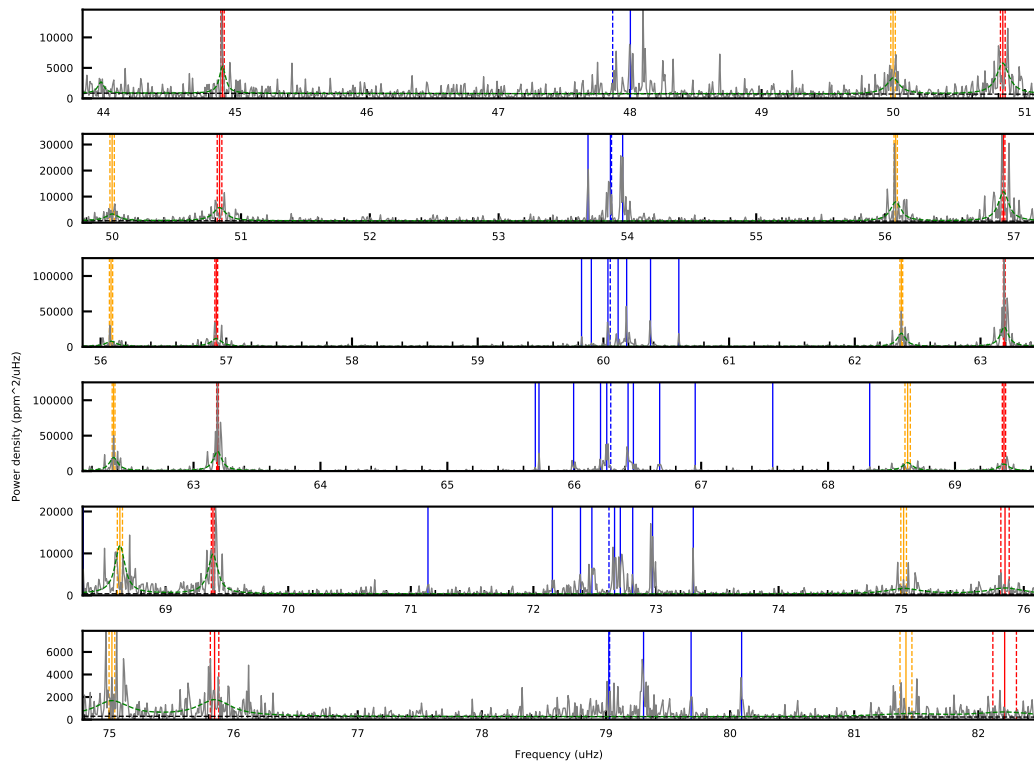 10000
5000
0
44 45 46 47 48 49 50 51
30000
20000
10000
0
50 51 52 53 54 55 56 57
100000
50000
0
56 57 58 59 60 61 62 63
Power density (ppm^2/uHz)
100000
50000
0
63 64 65 66 67 68 69
20000
10000
0
69 70 71 72 73 74 75 76
6000
4000
2000
0
75 76 77 78 79 80 81 82
Frequency (uHz)